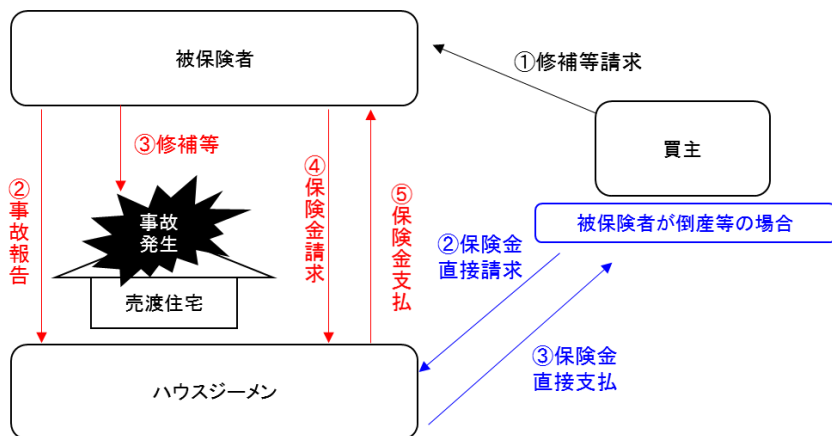 被保険者
①修補等請求
買主
③修補等
②事故報告
④保険金請求
⑤保険金支払
事故
発生
売渡住宅
被保険者が倒産等の場合
②保険金
直接請求
③保険金
直接支払
ハウスジーメン